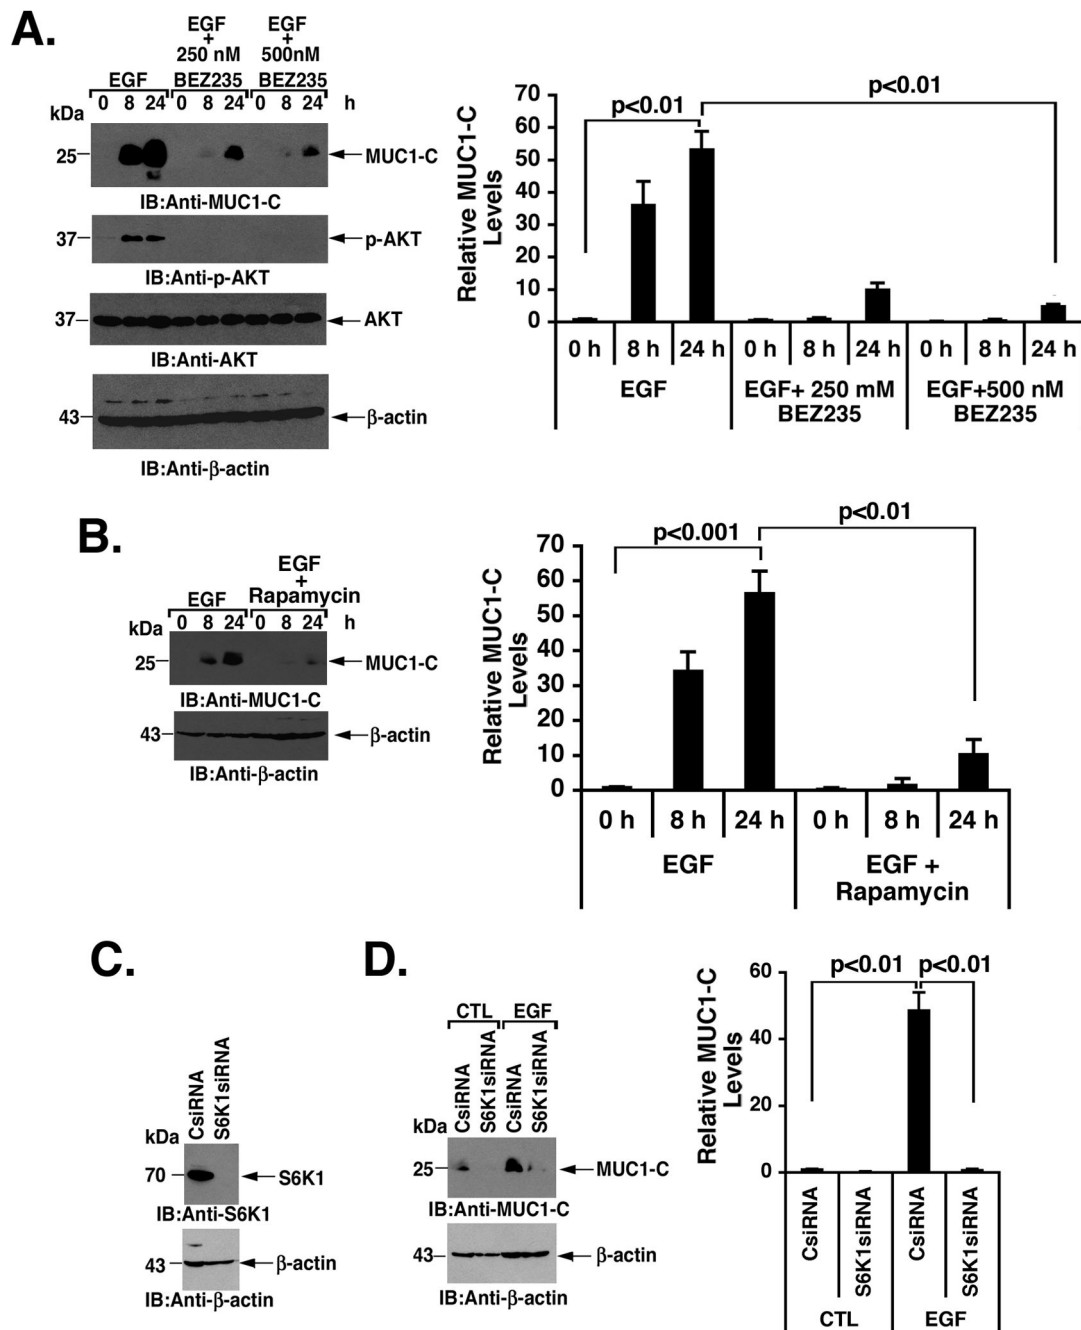 A.
EGF
+
250 nM
BEZ235
EGF
+
500nM
BEZ235
EGF
0 8 24 0 8 24 0 8 24 h
kDa
25
MUC1-C
IB:Anti-MUC1-C
37
p-AKT
IB:Anti-p-AKT
37
AKT
IB:Anti-AKT
43
β-actin
IB:Anti-β-actin
Relative MUC1-C
Levels
70
60
50
40
30
20
10
0
p<0.01
p<0.01
0 h 8 h 24 h 0 h 8 h 24 h 0 h 8 h 24 h
EGF
EGF+ 250 mM
BEZ235
EGF+500 nM
BEZ235
B.
EGF
EGF
+
Rapamycin
0 8 24 0 8 24 h
kDa
25
MUC1-C
IB:Anti-MUC1-C
43
β-actin
IB:Anti-β-actin
Relative MUC1-C
Levels
70
60
50
40
30
20
10
0
p<0.001
p<0.01
0 h 8 h 24 h 0 h 8 h 24 h
EGF
EGF +
Rapamycin
C.
CsiRNA
S6K1siRNA
kDa
70
S6K1
IB:Anti-S6K1
43
β-actin
IB:Anti-β-actin
D.
CTL EGF
CsiRNA
S6K1siRNA
CsiRNA
S6K1siRNA
kDa
25
MUC1-C
IB:Anti-MUC1-C
43
β-actin
IB:Anti-β-actin
Relative MUC1-C
Levels
60
40
20
0
p<0.01 p<0.01
CsiRNA
S6K1siRNA
CsiRNA
S6K1siRNA
CTL EGF